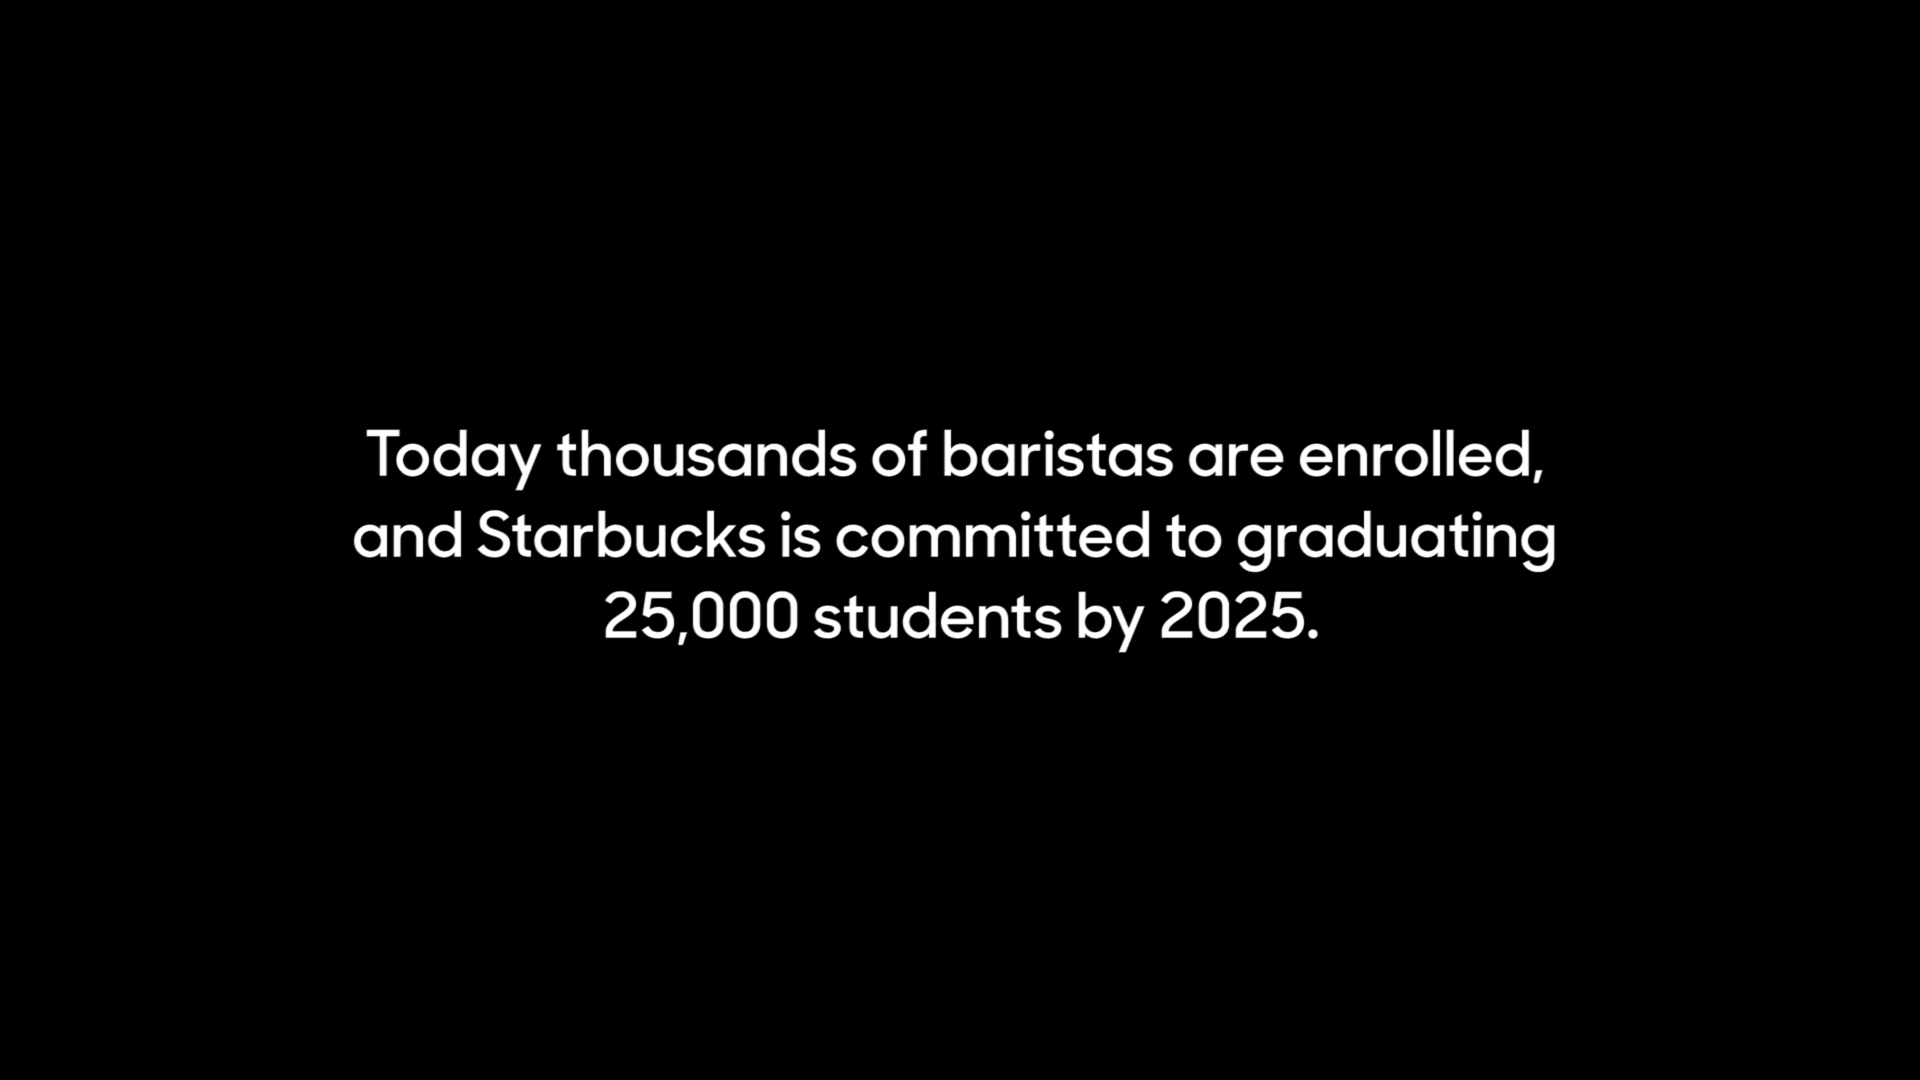 Today thousands of baristas are enrolled,
and Starbucks is committed to graduating
25,000 students by 2025.